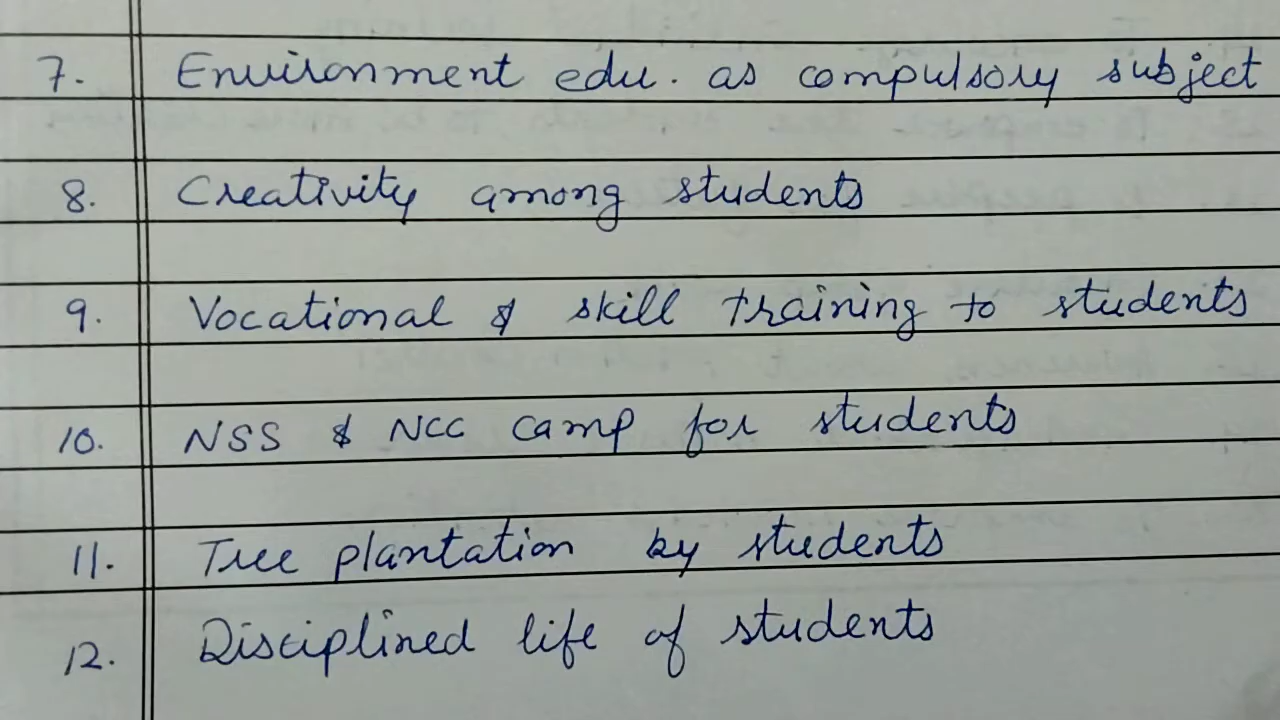 7. Environment edu. as compulsory subject
8. Creativity among students
9. Vocational & skill training to students
10. NSS & NCC camp for students
11. Tree plantation by students
12. Disciplined life of students